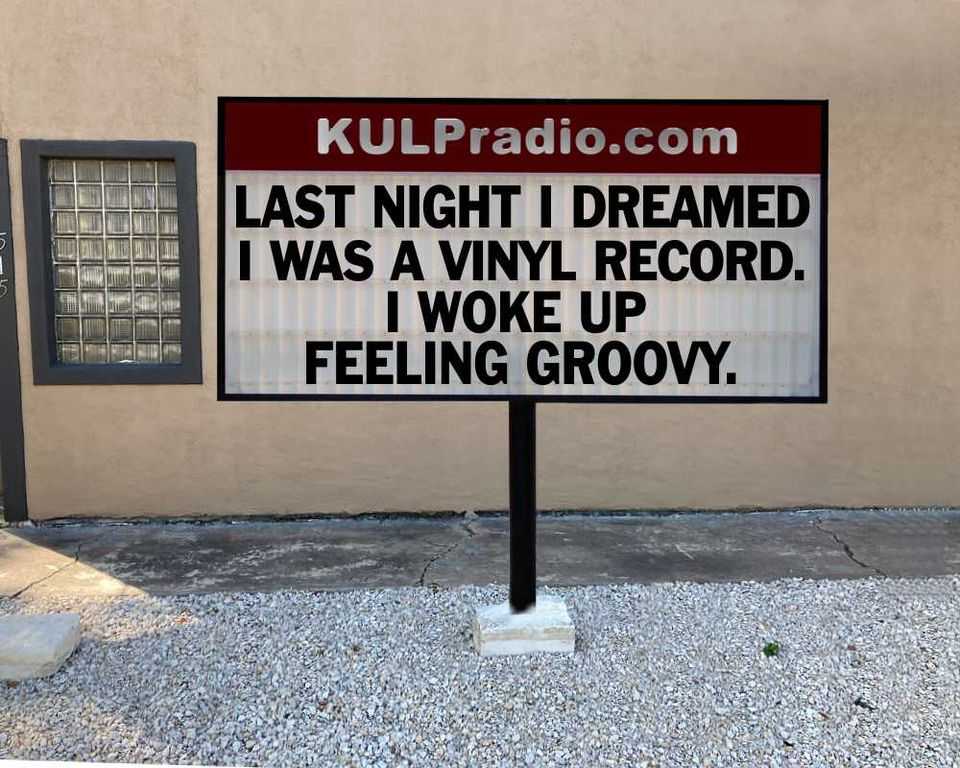 KULPradio.com
LAST NIGHT I DREAMED
I WAS A VINYL RECORD.
I WOKE UP
FEELING GROOVY.